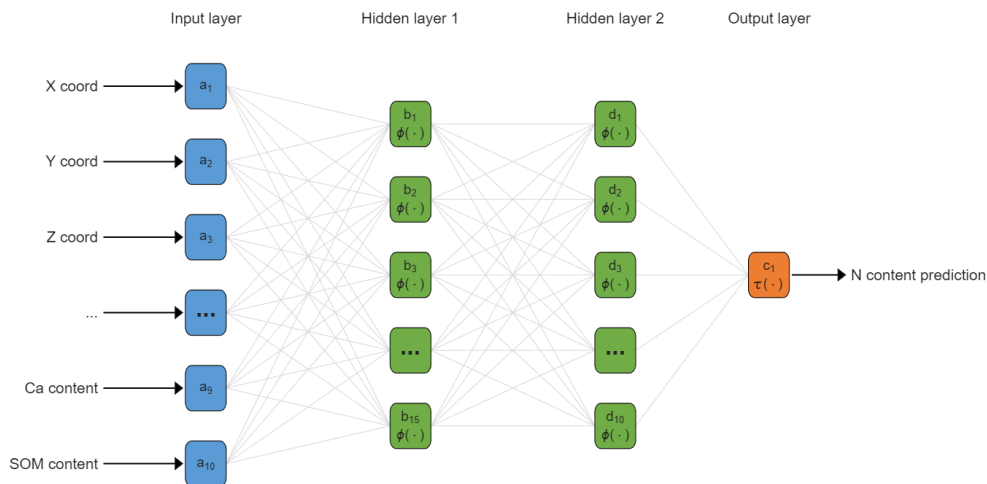 Input layer
Hidden layer 1
Hidden layer 2
Output layer
X coord
a₁
Y coord
a₂
Z coord
a₃
...
...
Ca content
a₉
SOM content
a₁₀
b₁
ϕ(·)
b₂
ϕ(·)
b₃
ϕ(·)
...
b₁₅
ϕ(·)
d₁
ϕ(·)
d₂
ϕ(·)
d₃
ϕ(·)
...
d₁₀
ϕ(·)
c₁
τ(·)
N content prediction